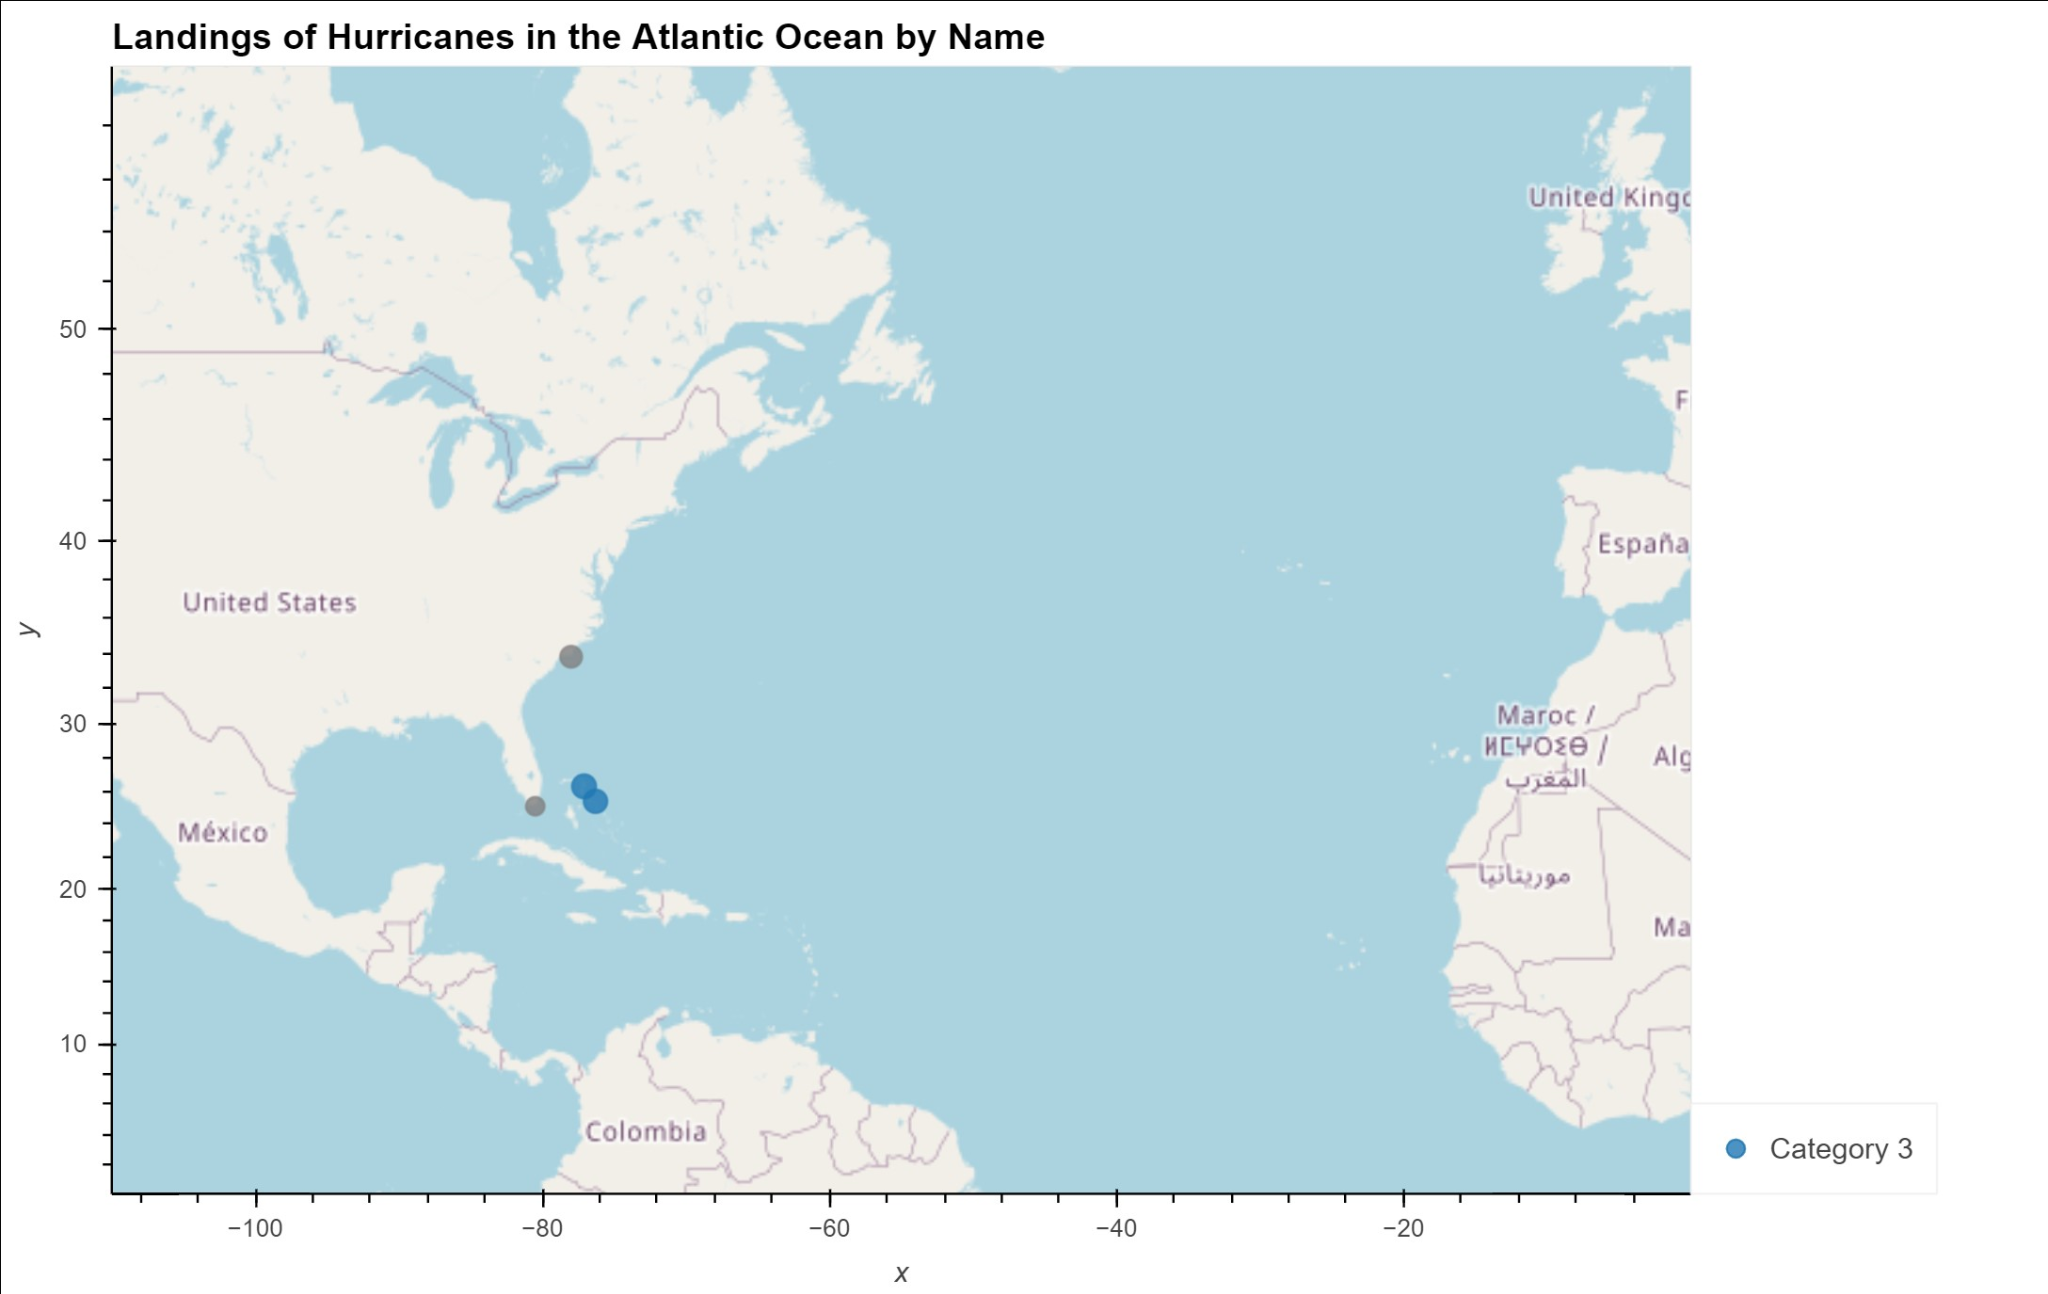 Landings of Hurricanes in the Atlantic Ocean by Name
United Kingd
50
F
40
España
United States
y
30
Maroc /
ⵍⵎⵖⵔⵉⴱ /
المغرب
Alg
México
20
موريتانيا
Ma
10
Colombia
Category 3
−100
−80
−60
−40
−20
x